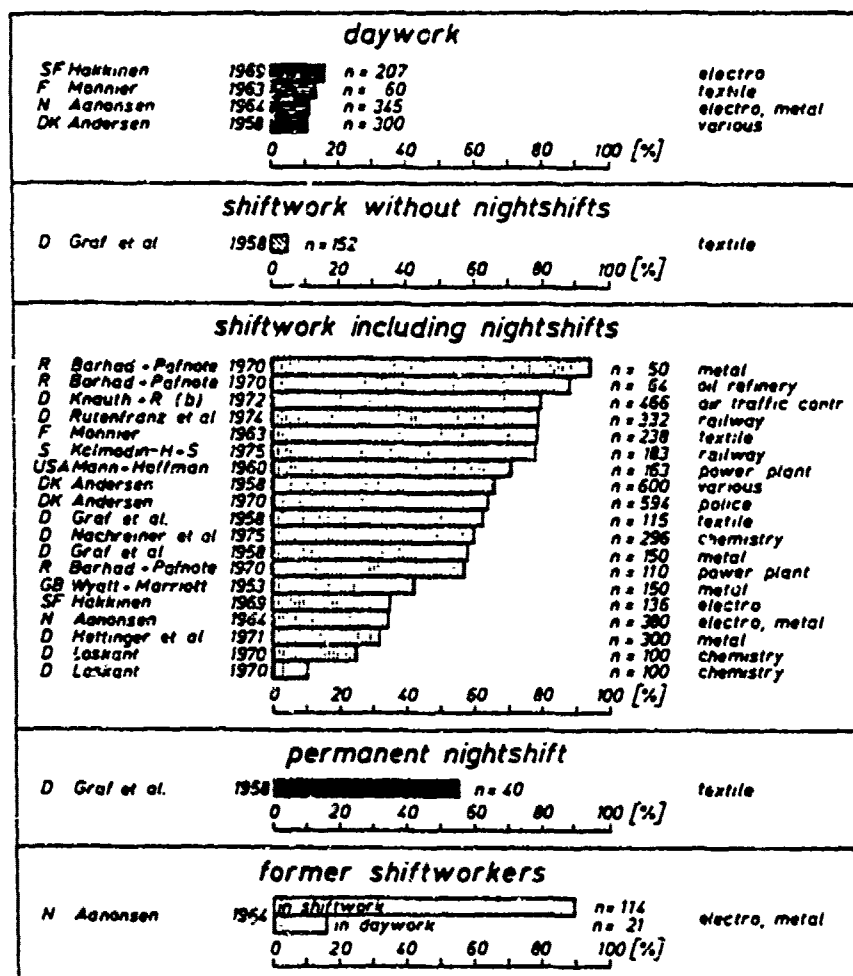 daywork
SF Hakkinen 1969 n = 207 electro
F Monnier 1963 n = 60 textile
N Aanonsen 1964 n = 345 electro, metal
DK Andersen 1958 n = 300 various
0 20 40 60 80 100 [%]
shiftwork without nightshifts
D Graf et al 1958 n = 152 textile
0 20 40 60 80 100 [%]
shiftwork including nightshifts
R Barhad + Pafnote 1970 n = 50 metal
R Barhad + Pafnote 1970 n = 64 oil refinery
D Knauth + R (b) 1972 n = 466 air traffic contr
D Rutenfranz et al 1974 n = 332 railway
F Monnier 1963 n = 238 textile
S Kolmodin-H + S 1975 n = 183 railway
USA Mann + Hoffman 1960 n = 163 power plant
DK Andersen 1958 n = 600 various
DK Andersen 1970 n = 594 police
D Graf et al. 1958 n = 115 textile
D Nachreiner et al 1975 n = 296 chemistry
D Graf et al 1958 n = 150 metal
R Barhad + Pafnote 1970 n = 110 power plant
GB Wyatt + Marriott 1953 n = 150 metal
SF Hakkinen 1969 n = 136 electro
N Aanonsen 1964 n = 380 electro, metal
D Hettinger et al 1971 n = 300 metal
D Loskant 1970 n = 100 chemistry
D Loskant 1970 n = 100 chemistry
0 20 40 60 80 100 [%]
permanent nightshift
D Graf et al. 1958 n = 40 textile
0 20 40 60 80 100 [%]
former shiftworkers
in shiftwork n = 114
N Aanonsen 1964 electro, metal
in daywork n = 21
0 20 40 60 80 100 [%]